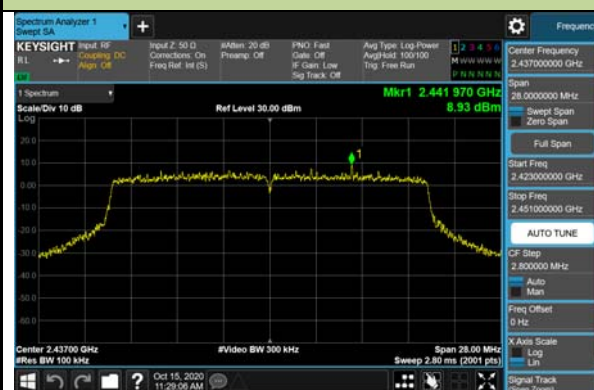 Spectrum Analyzer 1
Swept SA
Frequency
KEYSIGHT
Input: RF
Coupling: DC
Align: Off
Input Z: 50 Ω
Corrections: On
Freq Ref: Int (S)
#Atten: 20 dB
Preamp: Off
PNO: Fast
Gate: Off
IF Gain: Low
Sig Track: Off
Avg Type: Log-Power
Avg|Hold: 100/100
Trig: Free Run
1 2 3 4 5 6
M W W W W W
P N N N N N
1 Spectrum
Scale/Div 10 dB
Log
Ref Level 30.00 dBm
Mkr1 2.441 970 GHz
8.93 dBm
20.0
10.0
0.00
-10.0
-20.0
-30.0
-40.0
-50.0
-60.0
1
Center 2.43700 GHz
#Res BW 100 kHz
#Video BW 300 kHz
Span 28.00 MHz
Sweep 2.80 ms (2001 pts)
Center Frequency
2.437000000 GHz
Span
28.0000000 MHz
Swept Span
Zero Span
Full Span
Start Freq
2.423000000 GHz
Stop Freq
2.451000000 GHz
AUTO TUNE
CF Step
2.800000 MHz
Auto
Man
Freq Offset
0 Hz
X Axis Scale
Log
Lin
Signal Track
(Span Zoom)
Oct 15, 2020
11:29:06 AM